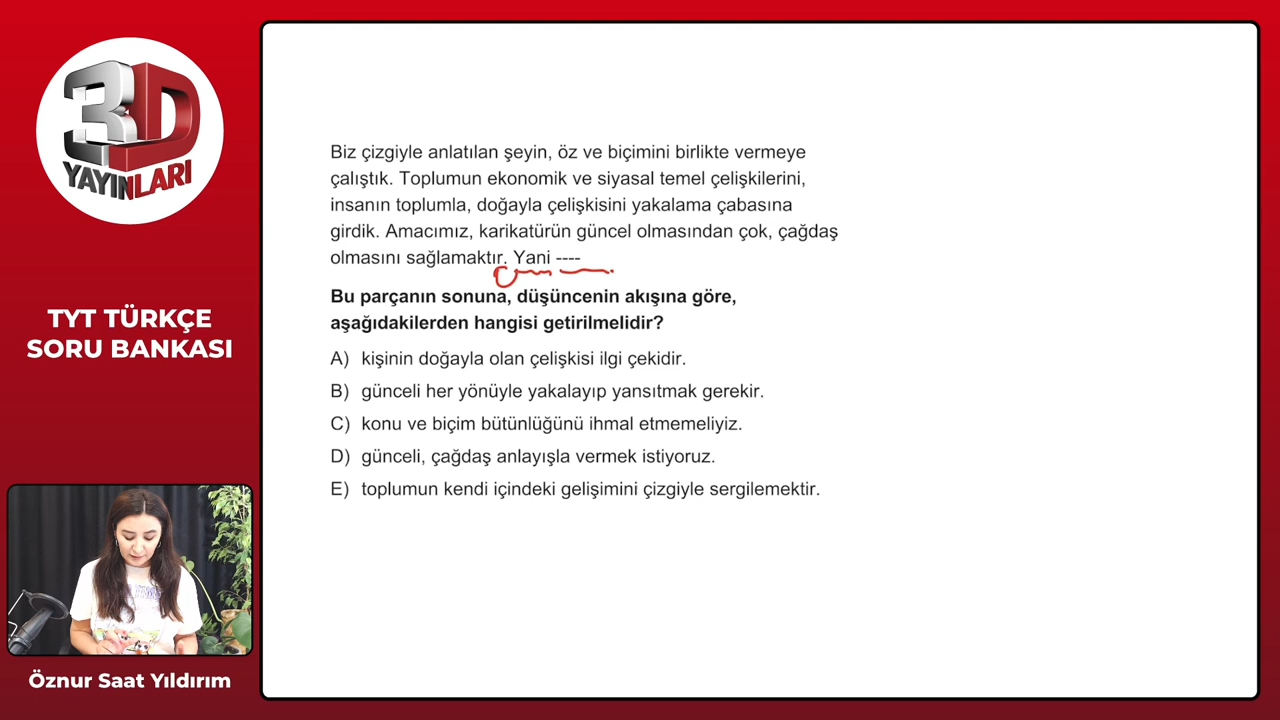 3D
YAYINLARI
TYT TÜRKÇE
SORU BANKASI
Öznur Saat Yıldırım
Biz çizgiyle anlatılan şeyin, öz ve biçimini birlikte vermeye
çalıştık. Toplumun ekonomik ve siyasal temel çelişkilerini,
insanın toplumla, doğayla çelişkisini yakalama çabasına
girdik. Amacımız, karikatürün güncel olmasından çok, çağdaş
olmasını sağlamaktır. Yani ----
Bu parçanın sonuna, düşüncenin akışına göre,
aşağıdakilerden hangisi getirilmelidir?
A) kişinin doğayla olan çelişkisi ilgi çekidir.
B) günceli her yönüyle yakalayıp yansıtmak gerekir.
C) konu ve biçim bütünlüğünü ihmal etmemeliyiz.
D) günceli, çağdaş anlayışla vermek istiyoruz.
E) toplumun kendi içindeki gelişimini çizgiyle sergilemektir.